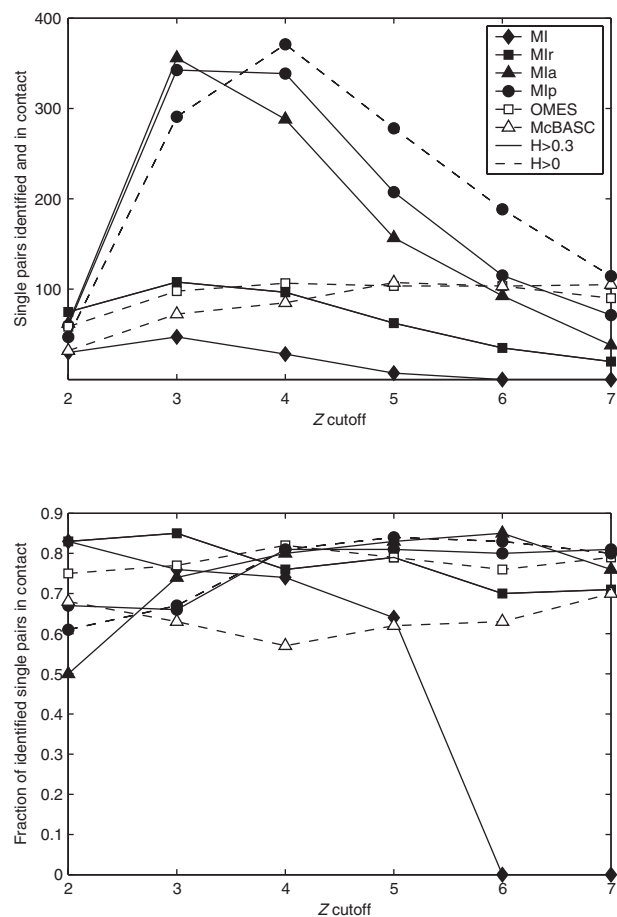 400
300
200
100
2
3
4
5
6
7
Z cutoff
Single pairs identified and in contact
MI
MIr
MIa
MIp
OMES
McBASC
H>0.3
H>0
0.9
0.8
0.7
0.6
0.5
0.4
0.3
0.2
0.1
0
2
3
4
5
6
7
Z cutoff
Fraction of identified single pairs in contact